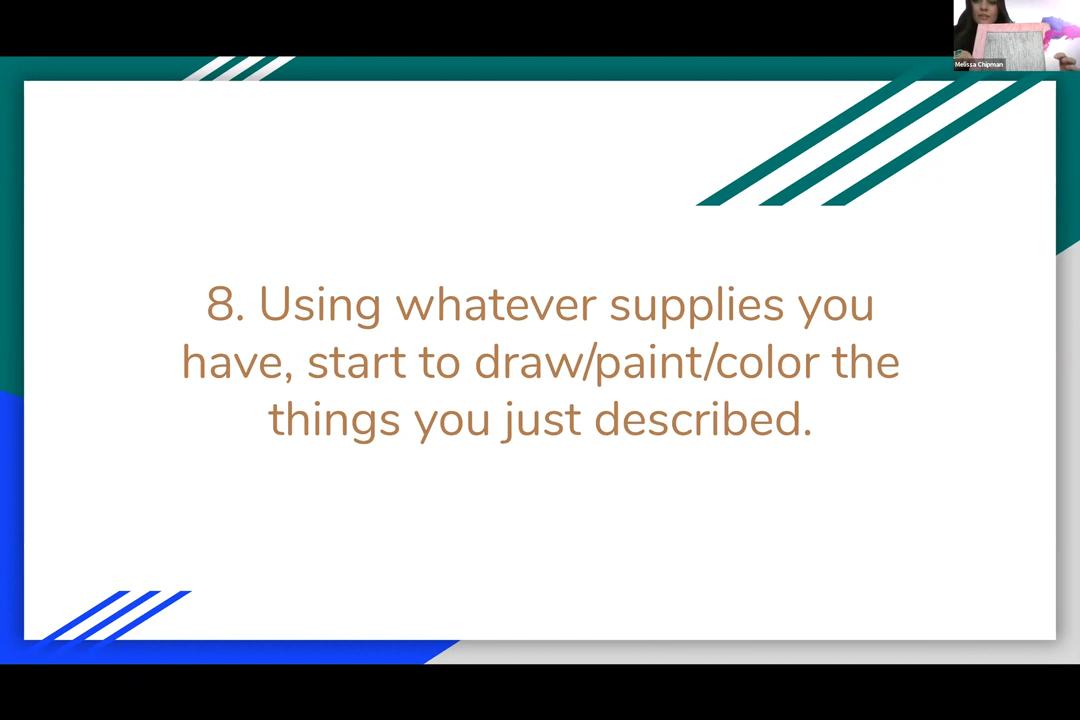 Melissa Chipman
8. Using whatever supplies you
have, start to draw/paint/color the
things you just described.